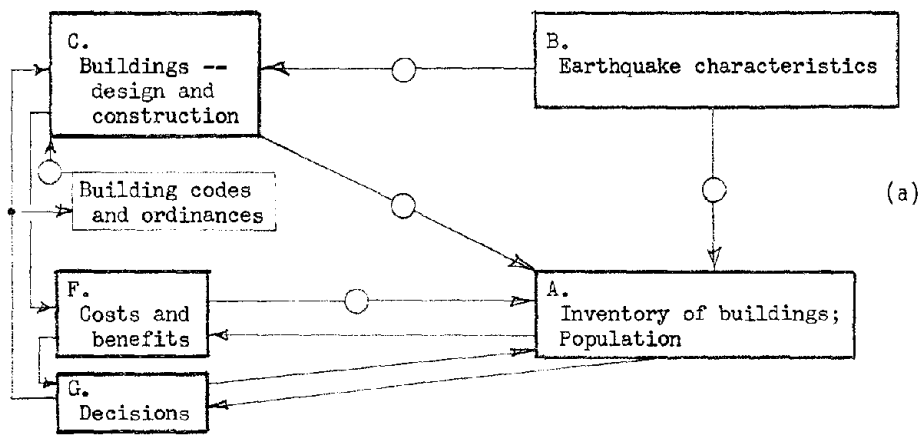 C.
Buildings --
design and
construction
B.
Earthquake characteristics
Building codes
and ordinances
(a)
F.
Costs and
benefits
A.
Inventory of buildings;
Population
G.
Decisions